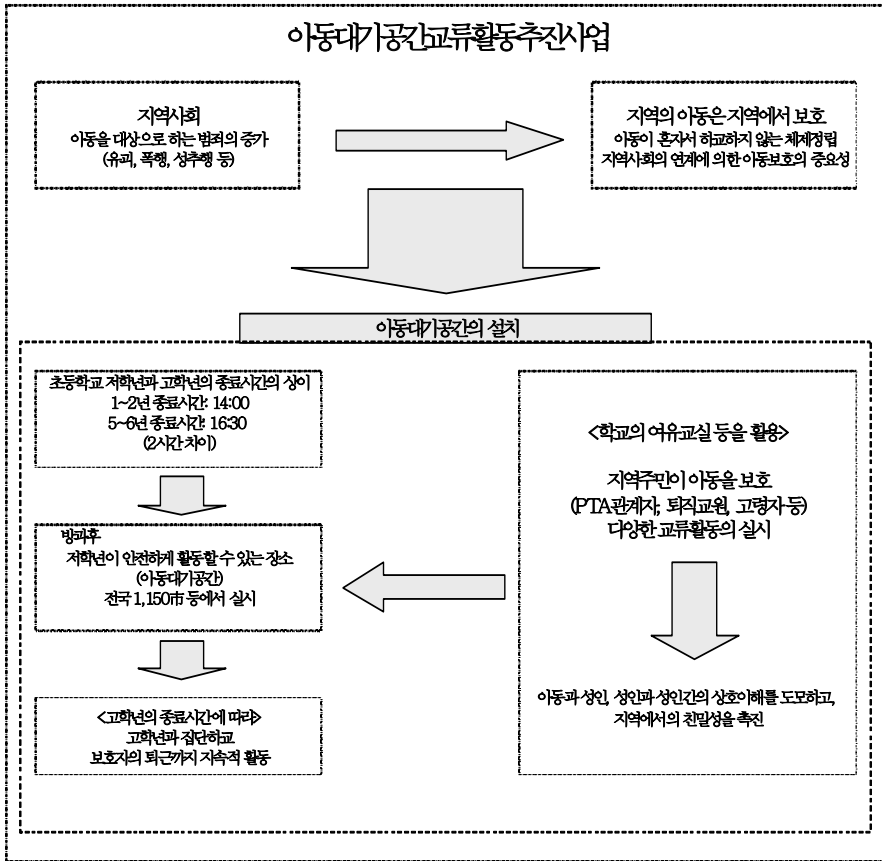 아동대기공간교류활동추진사업
지역사회
아동을 대상으로 하는 범죄의 증가
(유괴, 폭행, 성추행 등)
지역의 아동은 지역에서 보호
아동이 혼자서 하교하지 않는 체제정립
지역사회의 연계에 의한 아동보호의 중요성
아동대기공간의 설치
초등학교 저학년과 고학년의 종료시간의 상이
1~2년 종료시간: 14:00
5~6년 종료시간: 16:30
(2시간 차이)
방과후
저학년이 안전하게 활동할 수 있는 장소
(아동대기공간)
전국 1,150市 등에서 실시
<고학년의 종료시간에 따라>
고학년과 집단하교
보호자의 퇴근까지 지속적 활동
<학교의 여유교실 등을 활용>
지역주민이 아동을 보호
(PTA관계자; 퇴직교원, 고령자 등)
다양한 교류활동의 실시
아동과 성인, 성인과 성인간의 상호이해를 도모하고,
지역에서의 친밀성을 촉진